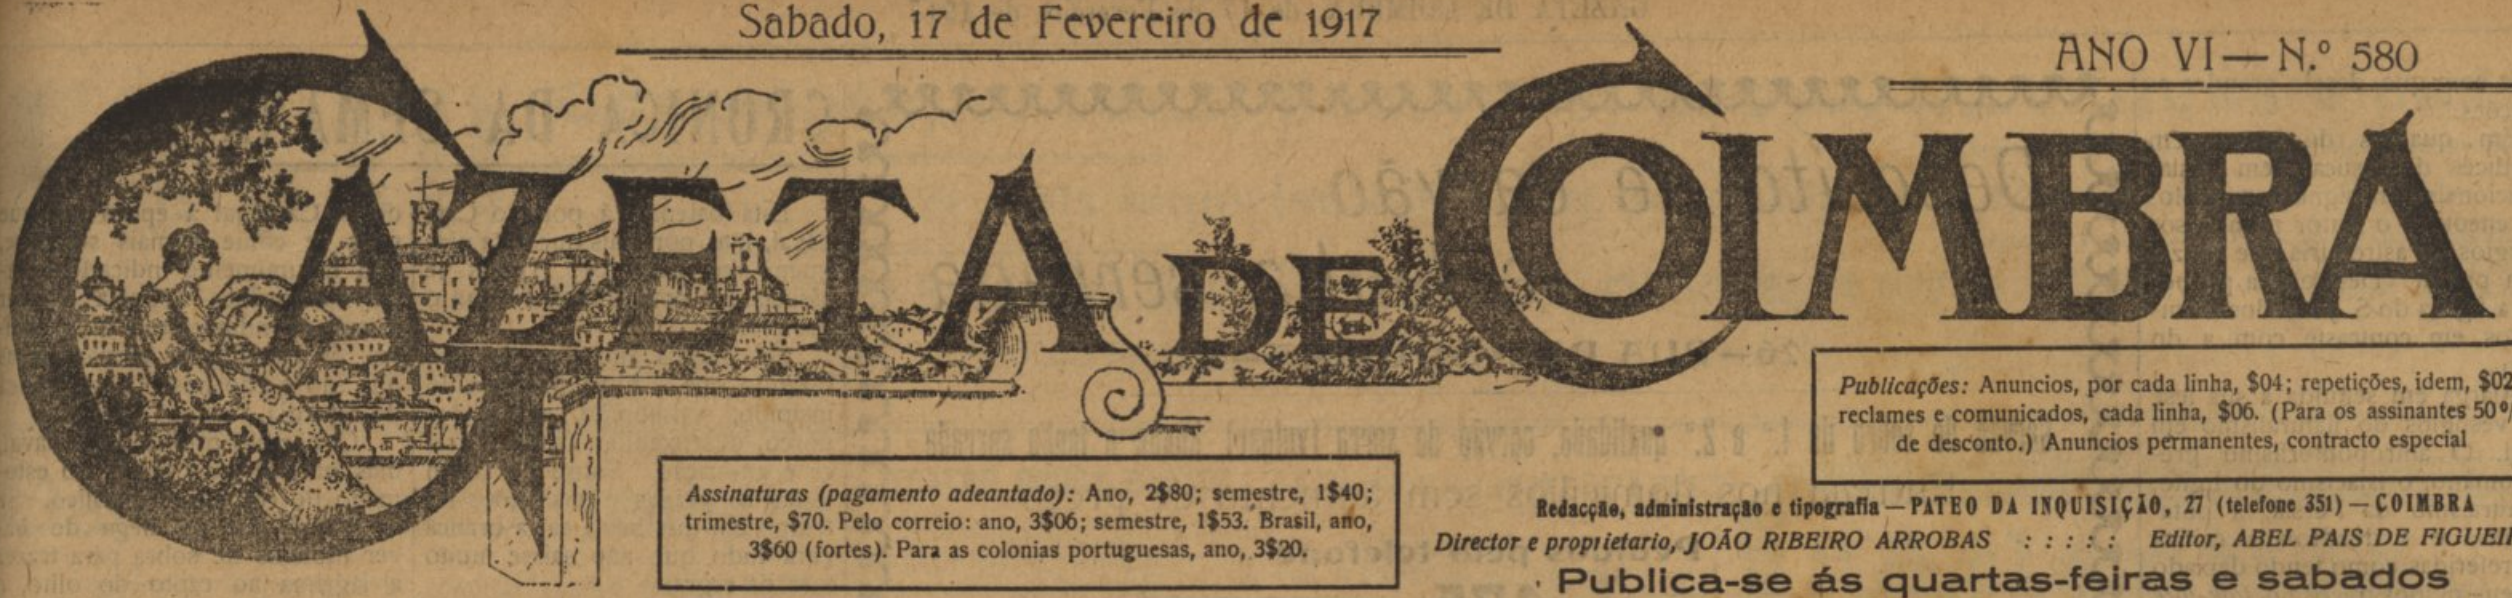 Sabado, 17 de Fevereiro de 1917
ANO VI — N.º 580
GAZETA DE COIMBRA
Publicações: Anuncios, por cada linha, $04; repetições, idem, $02
reclames e comunicados, cada linha, $06. (Para os assinantes 50%
de desconto.) Anuncios permanentes, contracto especial
Assinaturas (pagamento adeantado): Ano, 2$80; semestre, 1$40;
trimestre, $70. Pelo correio: ano, 3$06; semestre, 1$53. Brasil, ano,
3$60 (fortes). Para as colonias portuguesas, ano, 3$20.
Redacção, administração e tipografia — PATEO DA INQUISIÇÃO, 27 (telefone 351) — COIMBRA
Director e proprietario, JOÃO RIBEIRO ARROBAS : : : : : Editor, ABEL PAIS DE FIGUEI
Publica-se ás quartas-feiras e sabados